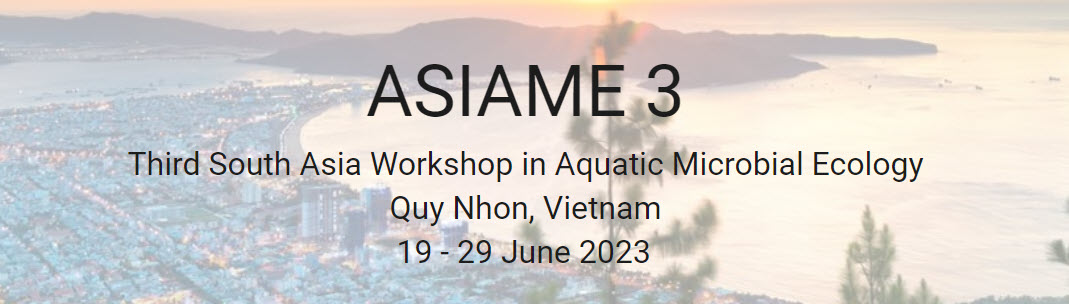 ASIAME 3
Third South Asia Workshop in Aquatic Microbial Ecology
Quy Nhon, Vietnam
19 - 29 June 2023